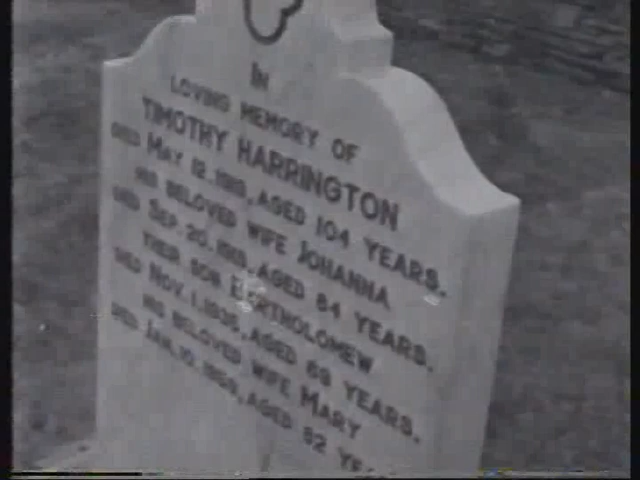 IN
LOVING MEMORY OF
TIMOTHY HARRINGTON
DIED MAY 12, AGED 104 YEARS.
HIS BELOVED WIFE JOHANNA
DIED SEP. 20, AGED 84 YEARS.
THEIR SON BARTHOLOMEW
DIED NOV. 1, AGED 69 YEARS.
HIS BELOVED WIFE MARY
DIED JAN. 10, AGED 82